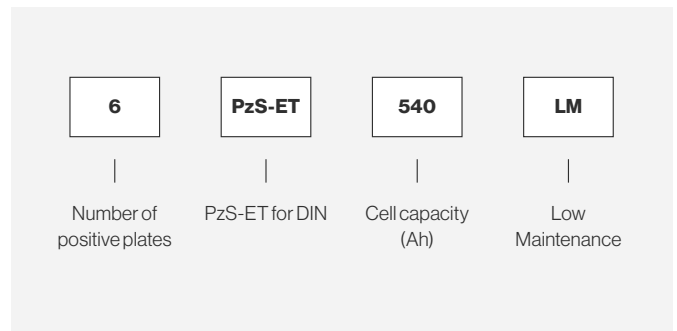 6 PzS-ET 540 LM
Number of positive plates
PzS-ET for DIN
Cell capacity (Ah)
Low Maintenance